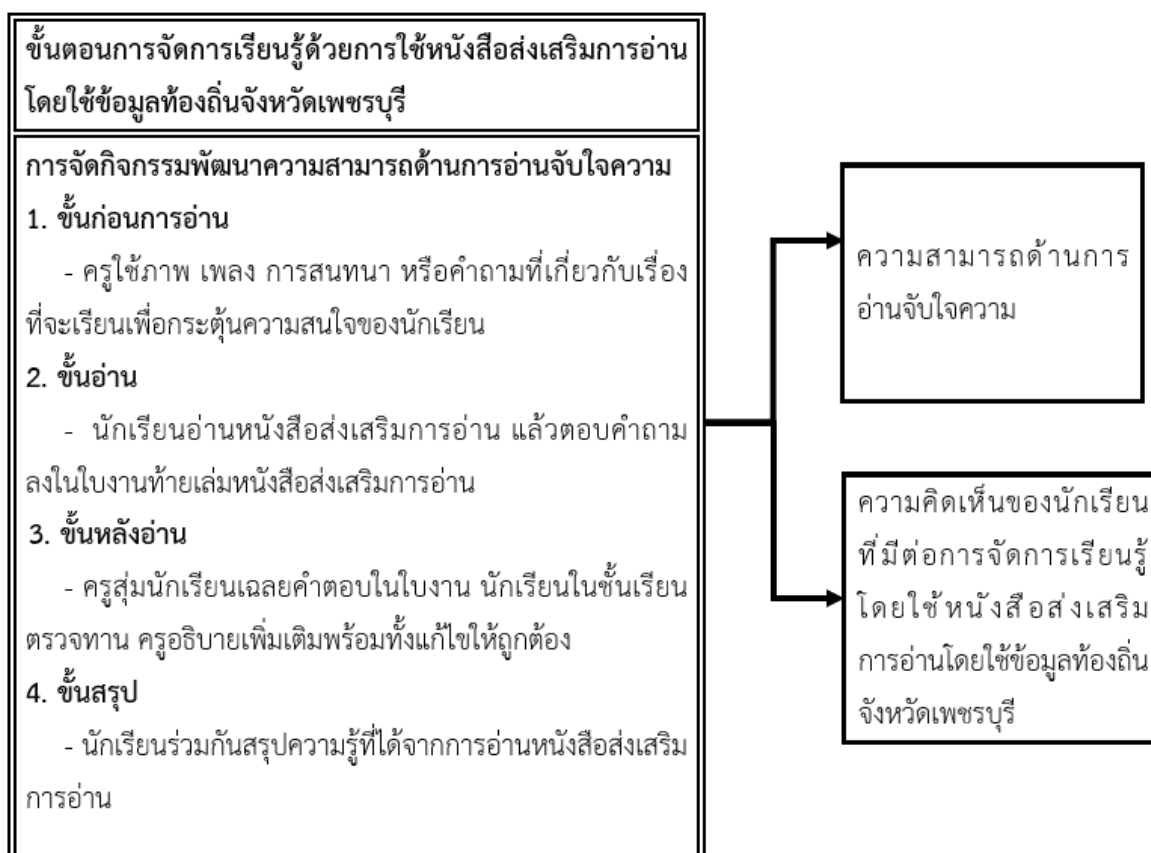 ขั้นตอนการจัดการเรียนรู้ด้วยการใช้หนังสือส่งเสริมการอ่าน
โดยใช้ข้อมูลท้องถิ่นจังหวัดเพชรบุรี
การจัดกิจกรรมพัฒนาความสามารถด้านการอ่านจับใจความ
1. ขั้นก่อนการอ่าน
- ครูใช้ภาพ เพลง การสนทนา หรือคำถามที่เกี่ยวกับเรื่อง
ที่จะเรียนเพื่อกระตุ้นความสนใจของนักเรียน
2. ขั้นอ่าน
- นักเรียนอ่านหนังสือส่งเสริมการอ่าน แล้วตอบคำถาม
ลงในใบงานท้ายเล่มหนังสือส่งเสริมการอ่าน
3. ขั้นหลังอ่าน
- ครูสุ่มนักเรียนเฉลยคำตอบในใบงาน นักเรียนในชั้นเรียน
ตรวจทาน ครูอธิบายเพิ่มเติมพร้อมทั้งแก้ไขให้ถูกต้อง
4. ขั้นสรุป
- นักเรียนร่วมกันสรุปความรู้ที่ได้จากการอ่านหนังสือส่งเสริม
การอ่าน
ความสามารถด้านการ
อ่านจับใจความ
ความคิดเห็นของนักเรียน
ที่มีต่อการจัดการเรียนรู้
โดยใช้หนังสือส่งเสริม
การอ่านโดยใช้ข้อมูลท้องถิ่น
จังหวัดเพชรบุรี